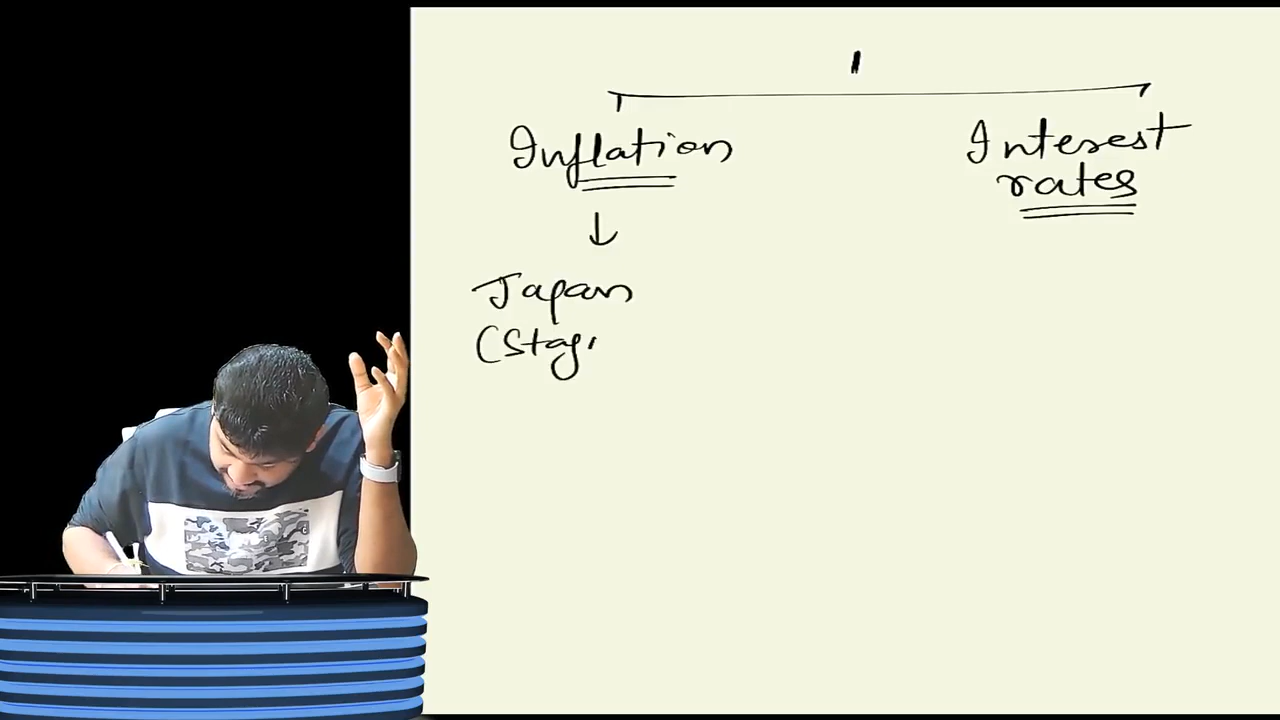 Inflation
Interest
rates
↓
Japan
(Stag